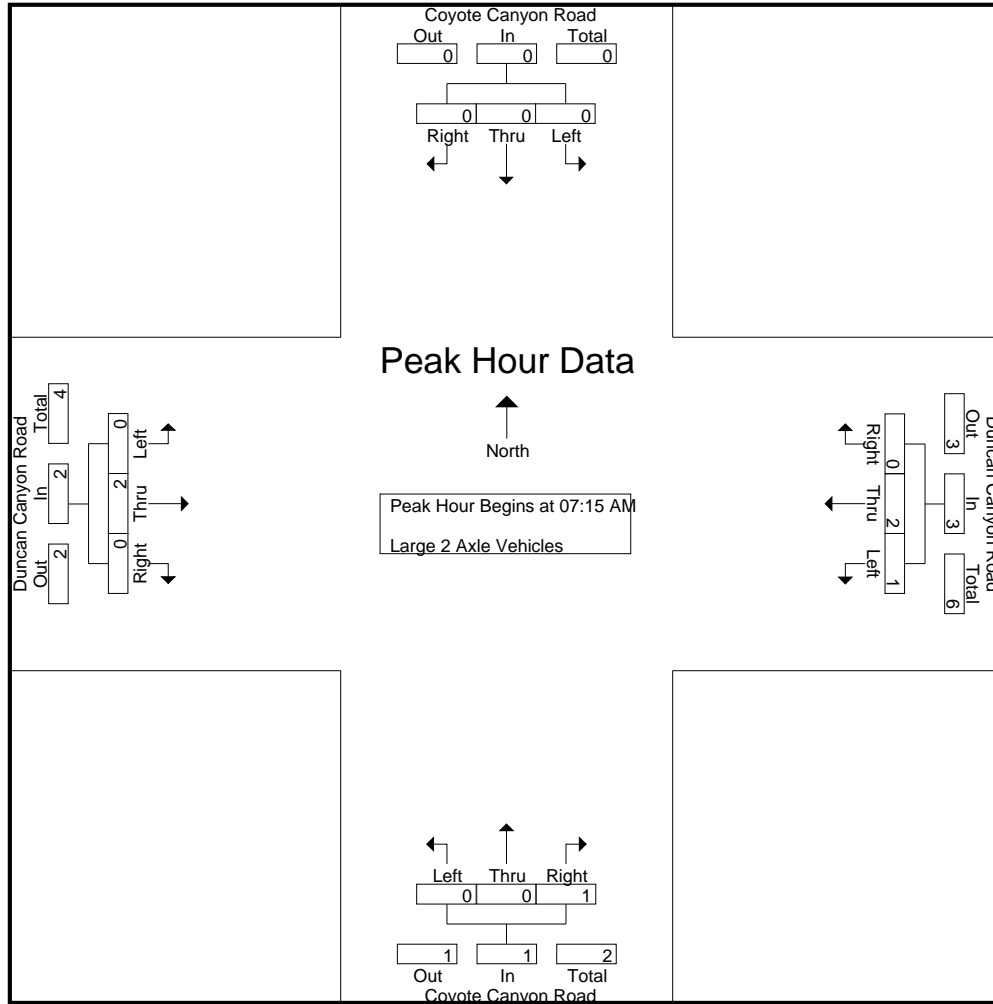 Coyote Canyon Road
Out In Total
0 0 0
0 0 0
Right Thru Left
Peak Hour Data
North
Peak Hour Begins at 07:15 AM
Large 2 Axle Vehicles
Duncan Canyon Road
Out In Total
2 2 4
0 2 0
Right Thru Left
Duncan Canyon Road
Out In Total
3 3 6
0 2 1
Right Thru Left
Left Thru Right
0 0 1
1 1 2
Out In Total
Coyote Canyon Road